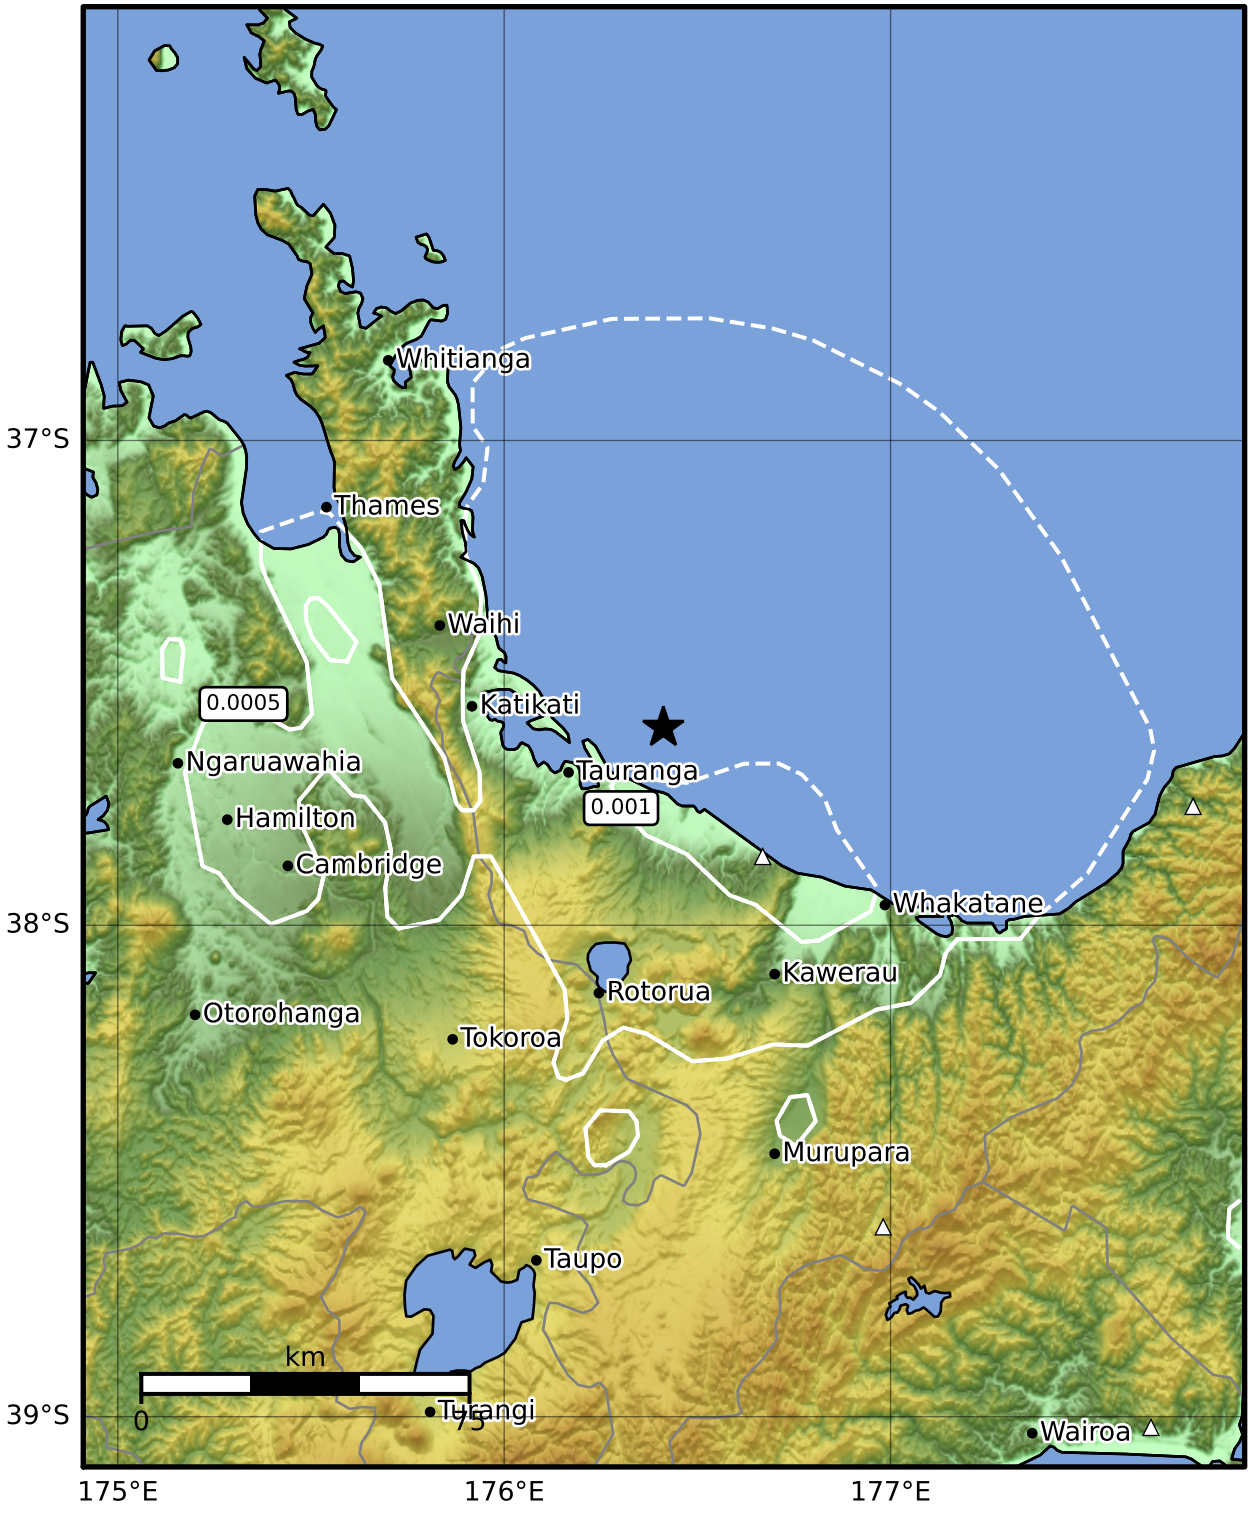 Whitianga
37°S
Thames
Waihi
0.0005
Katikati
Ngaruawahia
Tauranga
0.001
Hamilton
Cambridge
Whakatane
38°S
Kawerau
Rotorua
Otorohanga
Tokoroa
Murupara
Taupo
km
0
75
Turangi
39°S
Wairoa
175°E
176°E
177°E